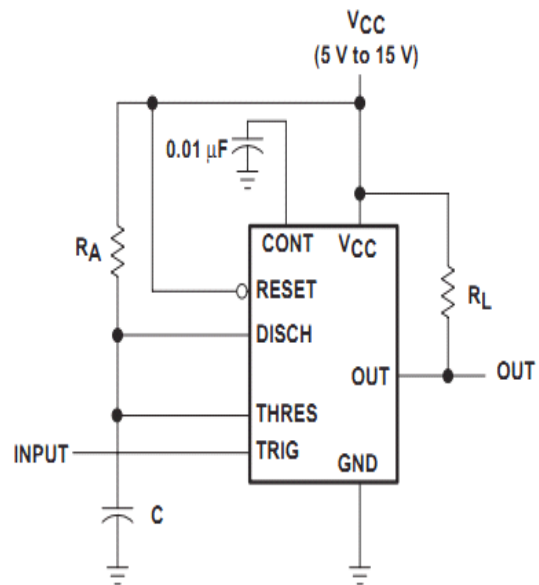 VCC
(5 V to 15 V)
0.01 μF
RA
CONT
VCC
RESET
RL
DISCH
OUT
OUT
THRES
INPUT
TRIG
GND
C